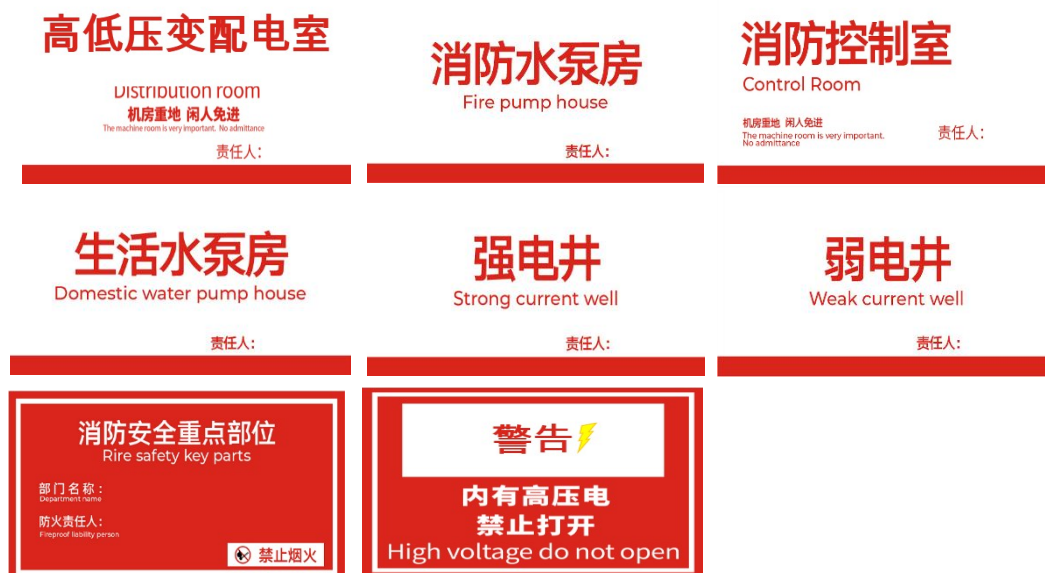 高低压变配电室
Distribution room
机房重地 闲人免进
The machine room is very important. No admittance
责任人：
消防水泵房
Fire pump house
责任人：
消防控制室
Control Room
机房重地 闲人免进
The machine room is very important.
No admittance
责任人：
生活水泵房
Domestic water pump house
责任人：
强电井
Strong current well
责任人：
弱电井
Weak current well
责任人：
消防安全重点部位
Rire safety key parts
部门名称：
Department name
防火责任人：
Fireproof liability person
禁止烟火
警告
内有高压电
禁止打开
High voltage do not open